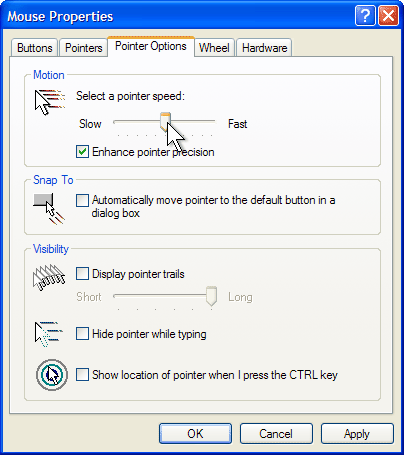 Mouse Properties
Buttons Pointers Pointer Options Wheel Hardware
Motion
Select a pointer speed:
Slow Fast
Enhance pointer precision
Snap To
Automatically move pointer to the default button in a
dialog box
Visibility
Display pointer trails
Short Long
Hide pointer while typing
Show location of pointer when I press the CTRL key
OK Cancel Apply